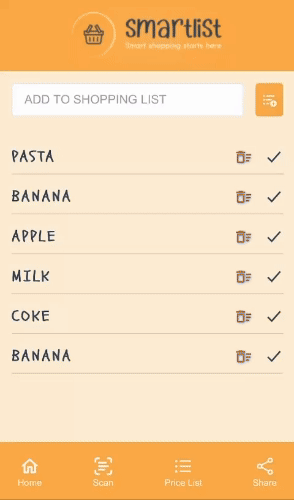 smartlist
Smart shopping starts here
ADD TO SHOPPING LIST
PASTA
BANANA
APPLE
MILK
COKE
BANANA
Home Scan Price List Share